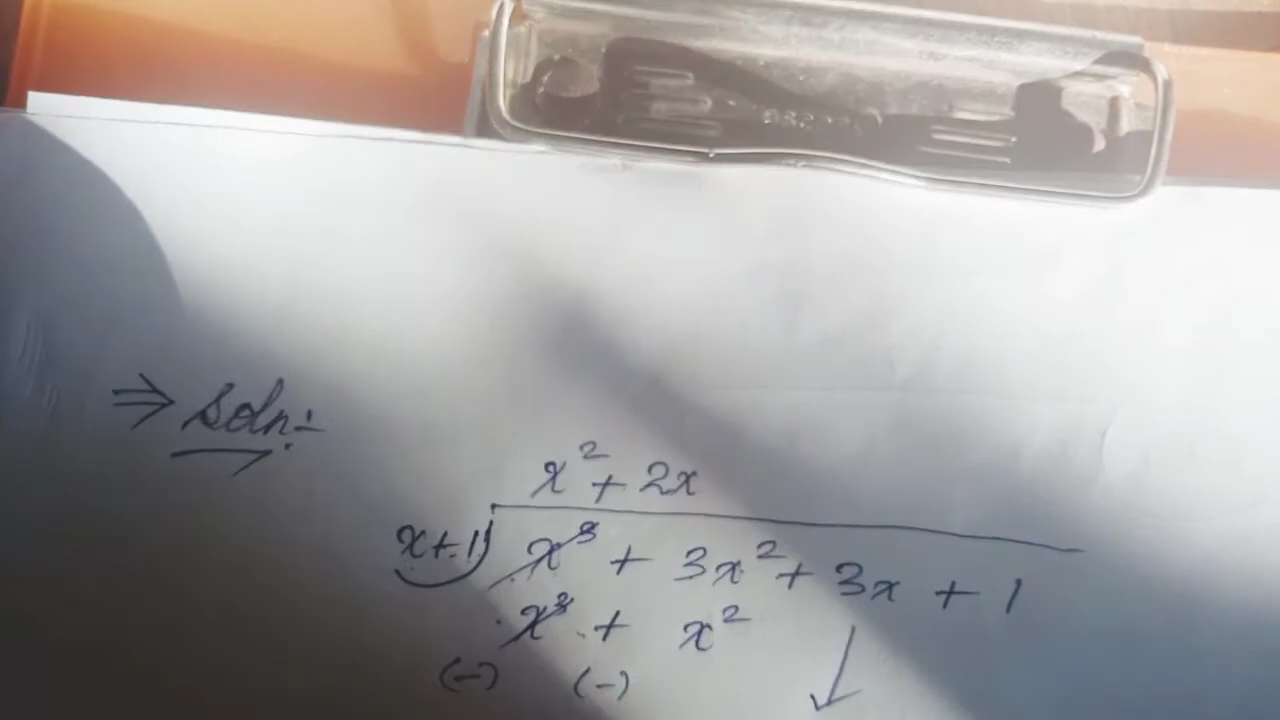 ⇒ Soln:-
x² + 2x
x+1) x³ + 3x² + 3x + 1
x³ + x²
(-) (-) ↓